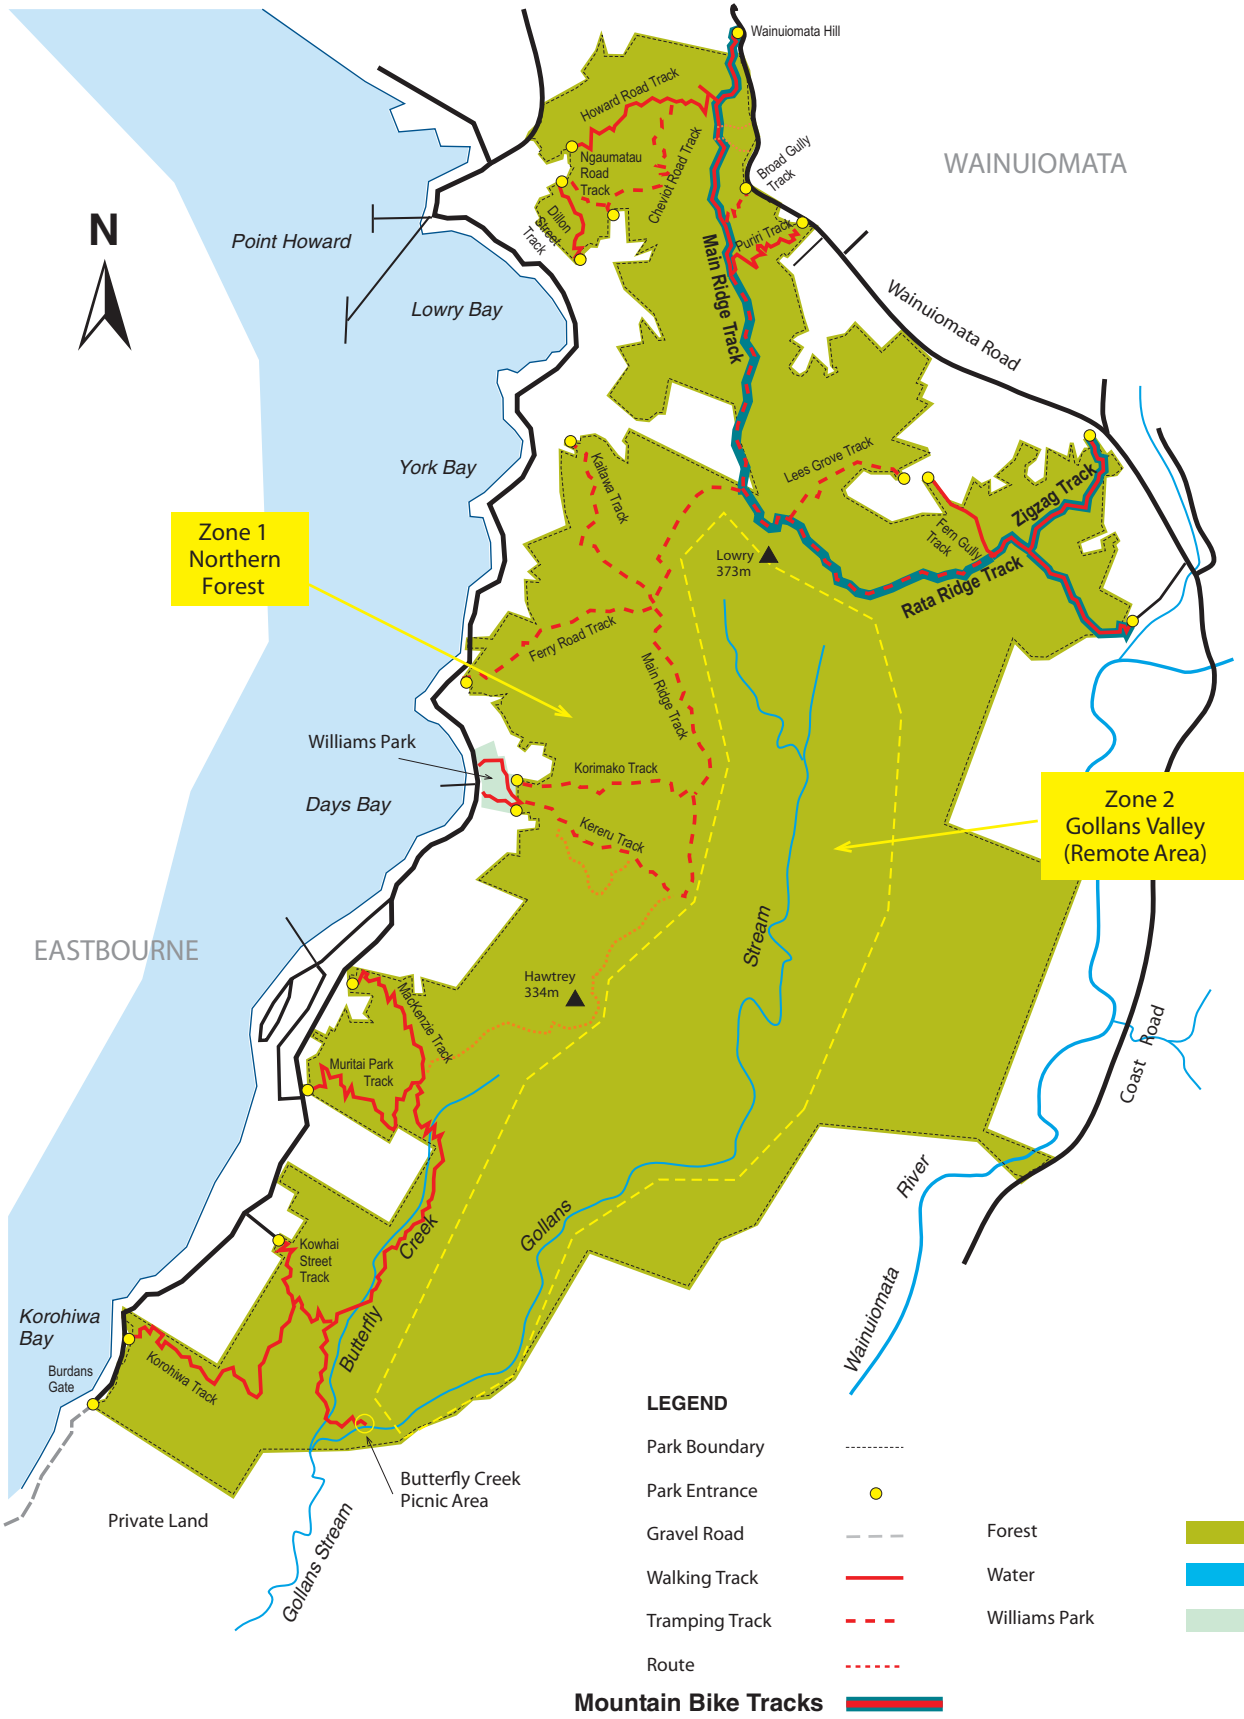 Wainuiomata Hill
Howard Road Track
WAINUIOMATA
Ngaumatau
Road
Track
Cheviot Road Track
Broad Gully
Track
N
Dillon
Street
Track
Puriri Track
Point Howard
Main Ridge Track
Lowry Bay
Wainuiomata Road
York Bay
Kaitawa Track
Lees Grove Track
Zigzag Track
Zone 1
Northern
Forest
Fern Gully
Track
Lowry
373m
Rata Ridge Track
Ferry Road Track
Main Ridge Track
Williams Park
Korimako Track
Days Bay
Zone 2
Gollans Valley
(Remote Area)
Kereru Track
Stream
EASTBOURNE
Hawtrey
334m
MacKenzie Track
Coast Road
Muritai Park
Track
River
Gollans
Creek
Kowhai
Street
Track
Wainuiomata
Korohiwa
Bay
Butterfly
Korohiwa Track
Burdans
Gate
LEGEND
Park Boundary
Butterfly Creek
Picnic Area
Park Entrance
Private Land
Gollans Stream
Gravel Road
Forest
Walking Track
Water
Tramping Track
Williams Park
Route
Mountain Bike Tracks